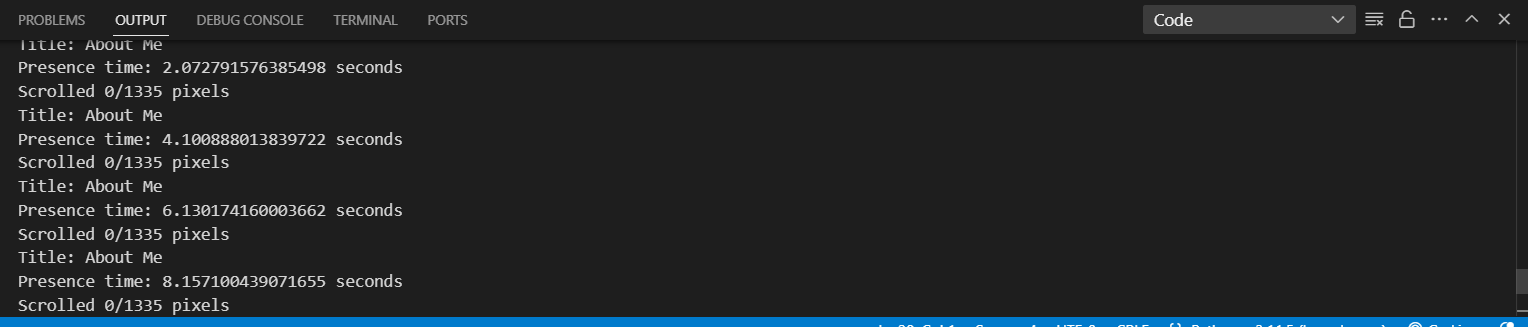 PROBLEMS OUTPUT DEBUG CONSOLE TERMINAL PORTS Code
Title: About Me
Presence time: 2.072791576385498 seconds
Scrolled 0/1335 pixels
Title: About Me
Presence time: 4.100888013839722 seconds
Scrolled 0/1335 pixels
Title: About Me
Presence time: 6.130174160003662 seconds
Scrolled 0/1335 pixels
Title: About Me
Presence time: 8.157100439071655 seconds
Scrolled 0/1335 pixels